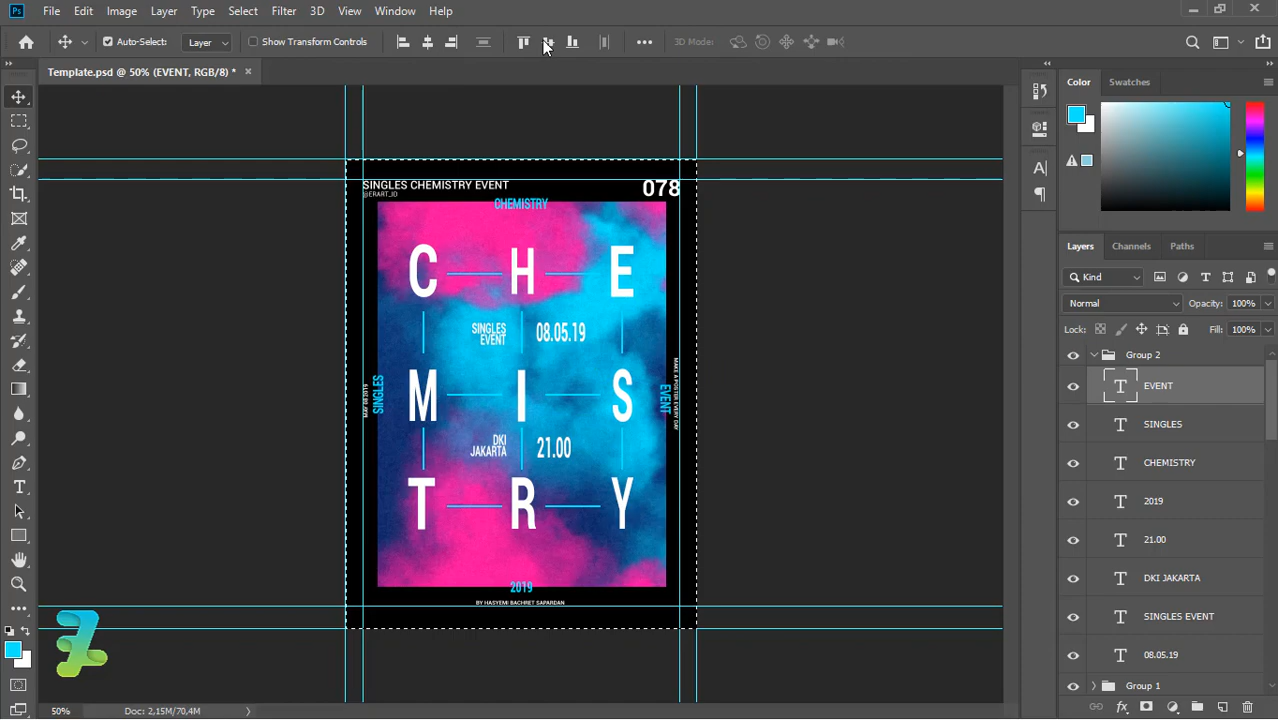 Ps File Edit Image Layer Type Select Filter 3D View Window Help
Auto-Select: Layer Show Transform Controls 3D Mode:
Template.psd @ 50% (EVENT, RGB/8) * ×
SINGLES CHEMISTRY EVENT
@ERART_ID
078
CHEMISTRY
C H E
SINGLES
EVENT
08.05.19
MAY 08 2019
SINGLES
M I S
EVENT
MAKE A POSTER EVERY DAY
DKI
JAKARTA
21.00
T R Y
2019
BY HASYEMI BACHRET SAPARDAN
50% Doc: 2,15M/70,4M
Color Swatches
Layers Channels Paths
Kind
Normal Opacity: 100%
Lock: Fill: 100%
Group 2
T EVENT
T SINGLES
T CHEMISTRY
T 2019
T 21.00
T DKI JAKARTA
T SINGLES EVENT
T 08.05.19
Group 1